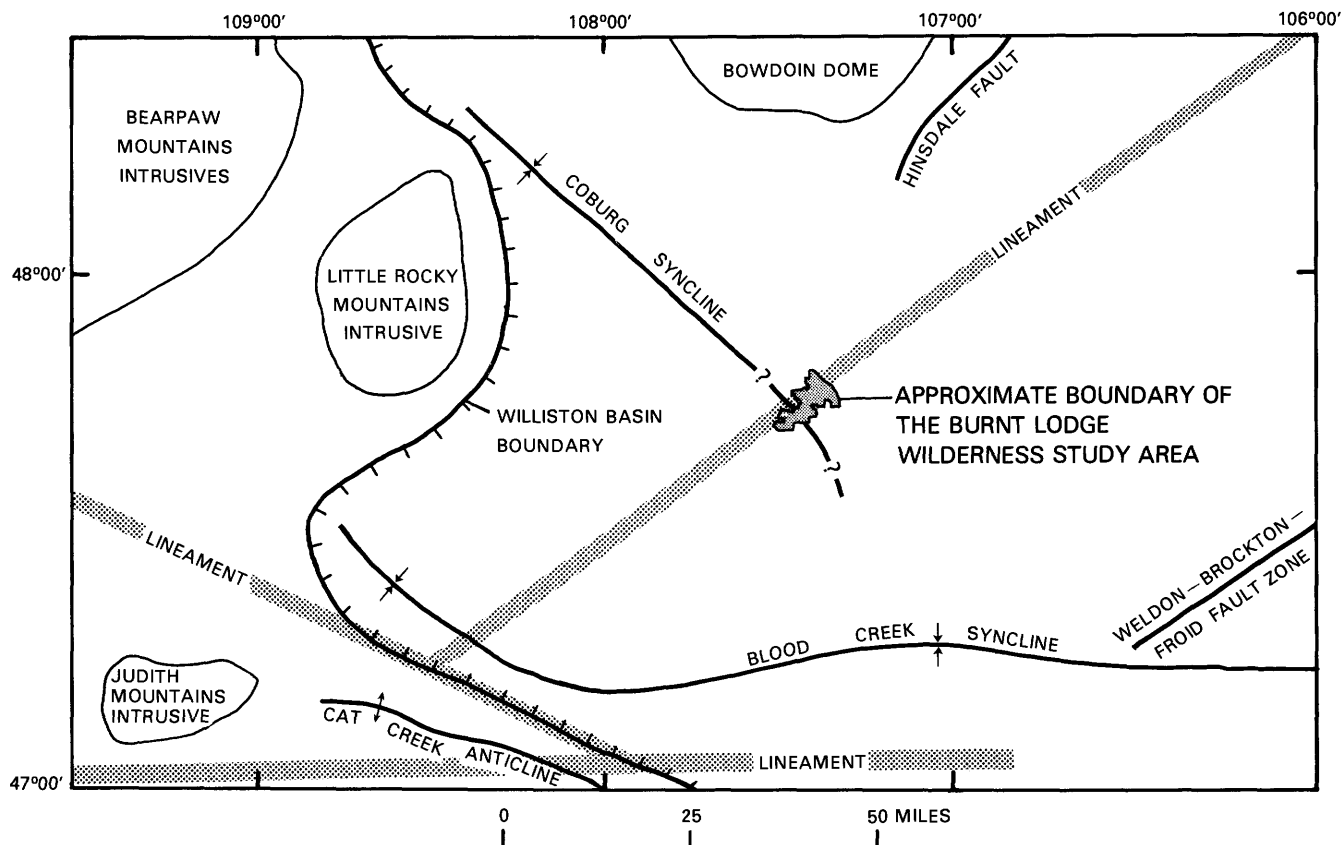 109°00'
108°00'
107°00'
106°00'
BOWDOIN DOME
HINSDALE FAULT
BEARPAW
MOUNTAINS
INTRUSIVES
COBURG SYNCLINE
LINEAMENT
48°00'
LITTLE ROCKY
MOUNTAINS
INTRUSIVE
?
APPROXIMATE BOUNDARY OF
THE BURNT LODGE
WILDERNESS STUDY AREA
WILLISTON BASIN
BOUNDARY
?
LINEAMENT
WELDON—BROCKTON—
FROID FAULT ZONE
BLOOD CREEK SYNCLINE
JUDITH
MOUNTAINS
INTRUSIVE
CAT CREEK ANTICLINE
LINEAMENT
47°00'
0 25 50 MILES